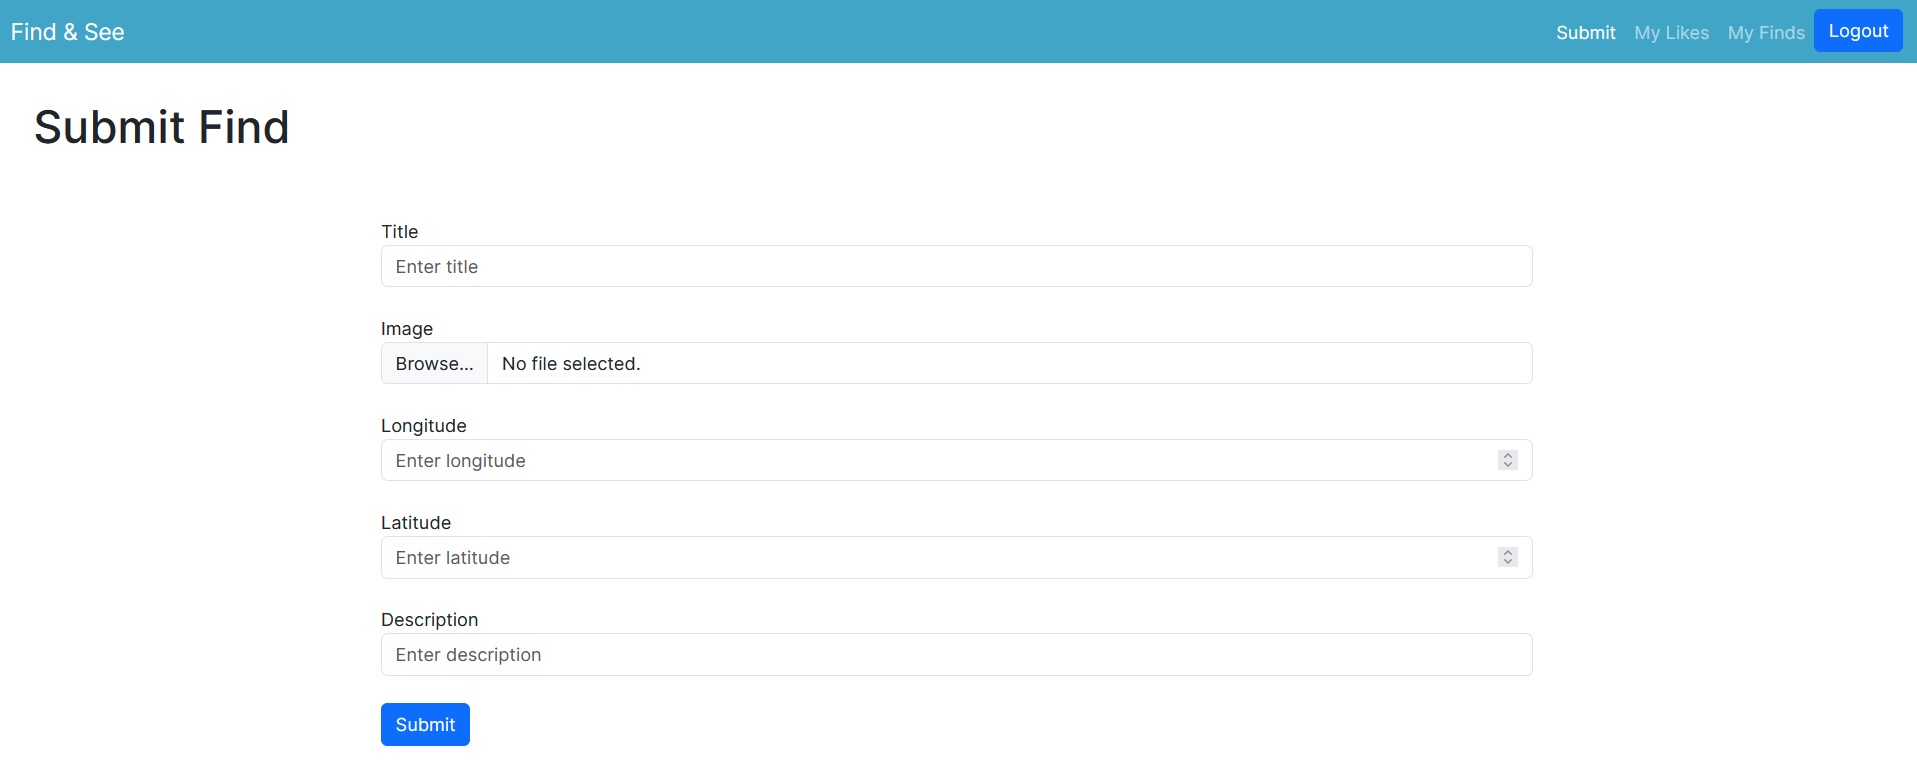 Find & See
Submit My Likes My Finds Logout
Submit Find
Title
Enter title
Image
Browse... No file selected.
Longitude
Enter longitude
Latitude
Enter latitude
Description
Enter description
Submit